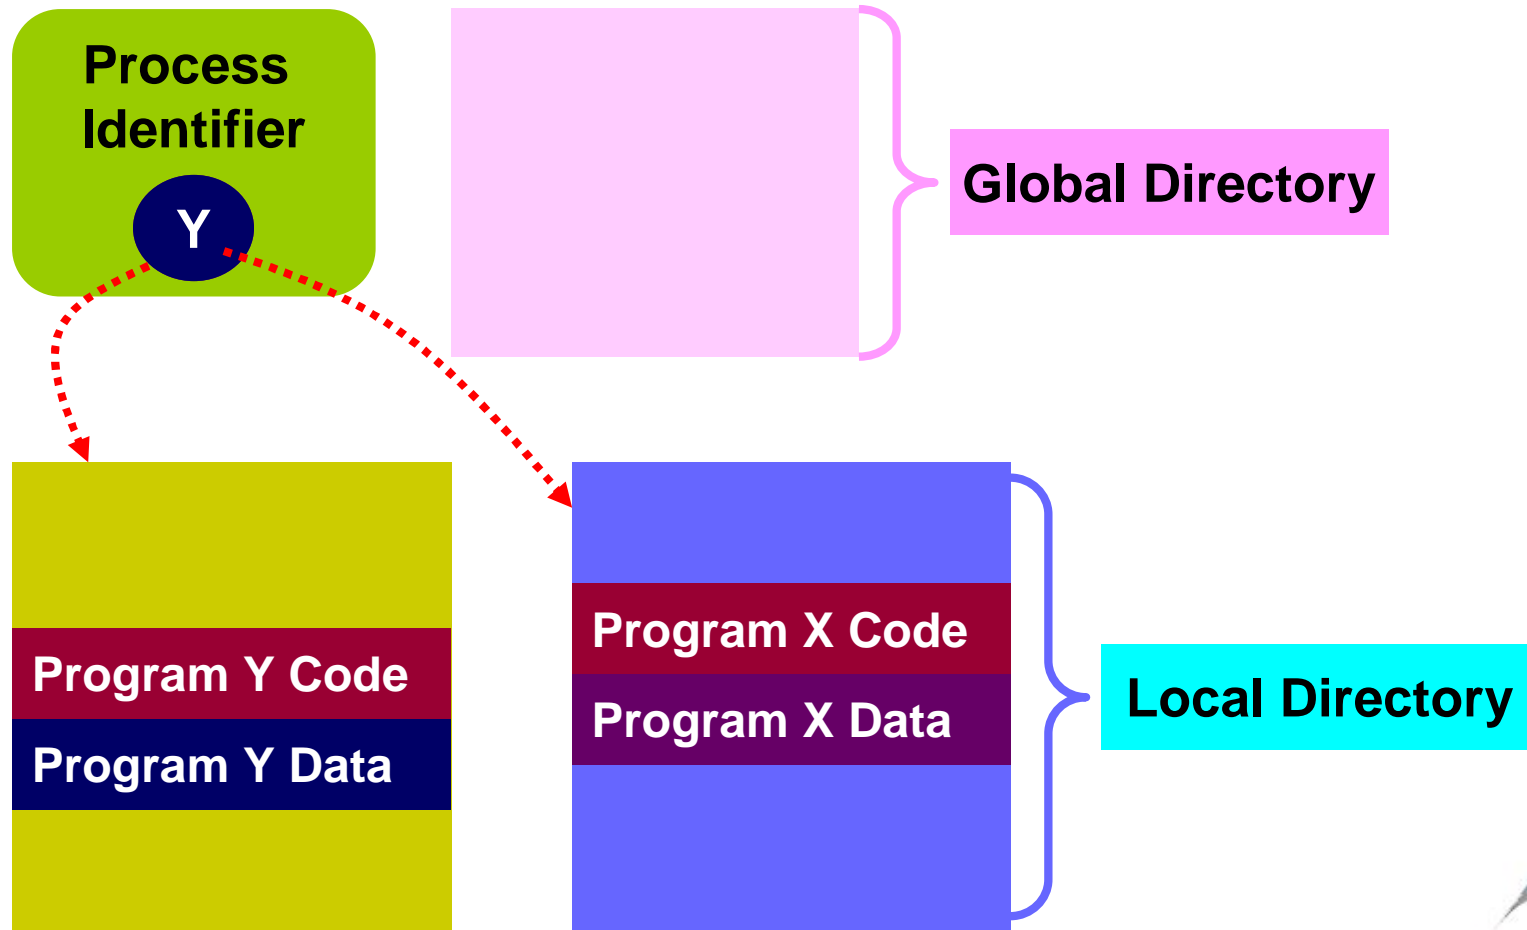 Process
Identifier
Y
Global Directory
Program Y Code
Program Y Data
Program X Code
Program X Data
Local Directory